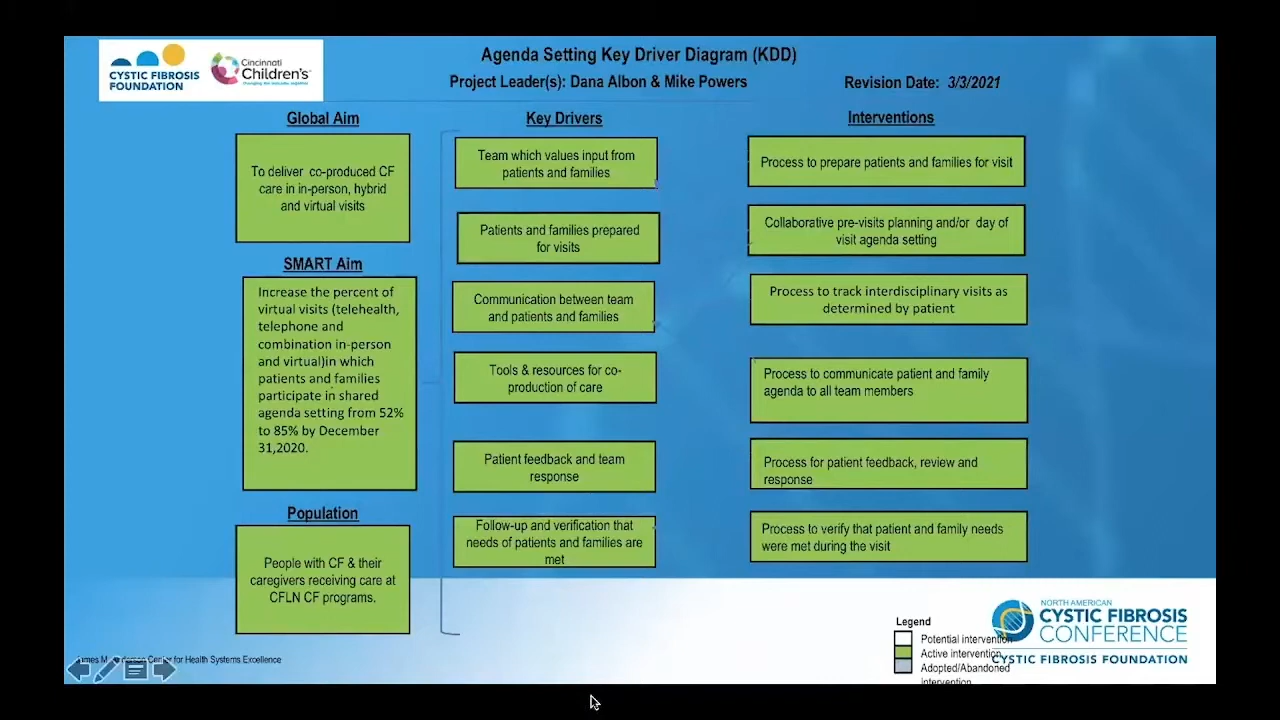 CYSTIC FIBROSIS
FOUNDATION
Cincinnati
Children's
Agenda Setting Key Driver Diagram (KDD)
Project Leader(s): Dana Albon & Mike Powers
Revision Date: 3/3/2021
Global Aim
To deliver co-produced CF
care in in-person, hybrid
and virtual visits
SMART Aim
Increase the percent of
virtual visits (telehealth,
telephone and
combination in-person
and virtual)in which
patients and families
participate in shared
agenda setting from 52%
to 85% by December
31,2020.
Population
People with CF & their
caregivers receiving care at
CFLN CF programs.
Key Drivers
Team which values input from
patients and families
Patients and families prepared
for visits
Communication between team
and patients and families
Tools & resources for co-
production of care
Patient feedback and team
response
Follow-up and verification that
needs of patients and families are
met
Interventions
Process to prepare patients and families for visit
Collaborative pre-visits planning and/or day of
visit agenda setting
Process to track interdisciplinary visits as
determined by patient
Process to communicate patient and family
agenda to all team members
Process for patient feedback, review and
response
Process to verify that patient and family needs
were met during the visit
Legend
Potential intervention
Active intervention
Adopted/Abandoned
intervention
NORTH AMERICAN
CYSTIC FIBROSIS
CONFERENCE
CYSTIC FIBROSIS FOUNDATION
James M. Center for Health Systems Excellence